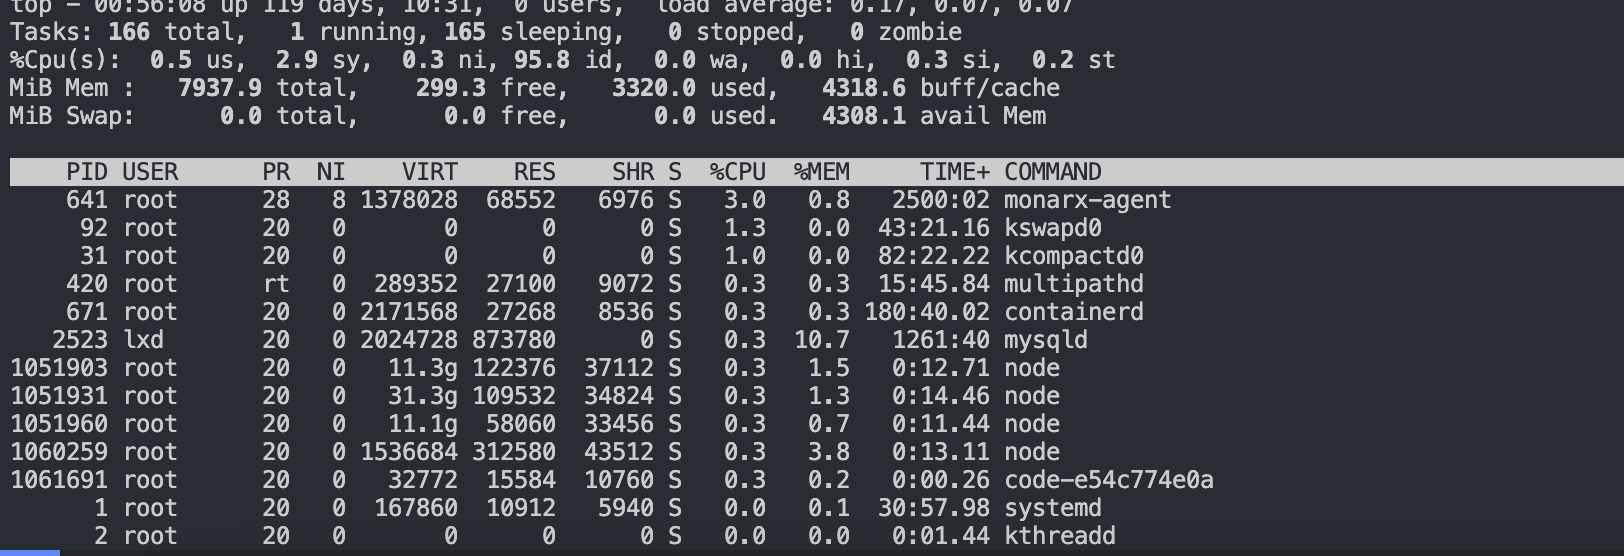 top - 00:56:08 up 119 days, 10:31,  0 users,  load average: 0.17, 0.07, 0.07
Tasks: 166 total,   1 running, 165 sleeping,   0 stopped,   0 zombie
%Cpu(s):  0.5 us,  2.9 sy,  0.3 ni, 95.8 id,  0.0 wa,  0.0 hi,  0.3 si,  0.2 st
MiB Mem :   7937.9 total,    299.3 free,   3320.0 used,   4318.6 buff/cache
MiB Swap:      0.0 total,      0.0 free,      0.0 used.   4308.1 avail Mem
    PID USER      PR  NI    VIRT    RES    SHR S  %CPU  %MEM     TIME+ COMMAND
    641 root      28   8 1378028  68552   6976 S   3.0   0.8   2500:02 monarx-agent
     92 root      20   0       0      0      0 S   1.3   0.0  43:21.16 kswapd0
     31 root      20   0       0      0      0 S   1.0   0.0  82:22.22 kcompactd0
    420 root      rt   0  289352  27100   9072 S   0.3   0.3  15:45.84 multipathd
    671 root      20   0 2171568  27268   8536 S   0.3   0.3 180:40.02 containerd
   2523 lxd       20   0 2024728 873780      0 S   0.3  10.7   1261:40 mysqld
1051903 root      20   0   11.3g 122376  37112 S   0.3   1.5   0:12.71 node
1051931 root      20   0   31.3g 109532  34824 S   0.3   1.3   0:14.46 node
1051960 root      20   0   11.1g  58060  33456 S   0.3   0.7   0:11.44 node
1060259 root      20   0 1536684 312580  43512 S   0.3   3.8   0:13.11 node
1061691 root      20   0   32772  15584  10760 S   0.3   0.2   0:00.26 code-e54c774e0a
      1 root      20   0  167860  10912   5940 S   0.0   0.1  30:57.98 systemd
      2 root      20   0       0      0      0 S   0.0   0.0   0:01.44 kthreadd